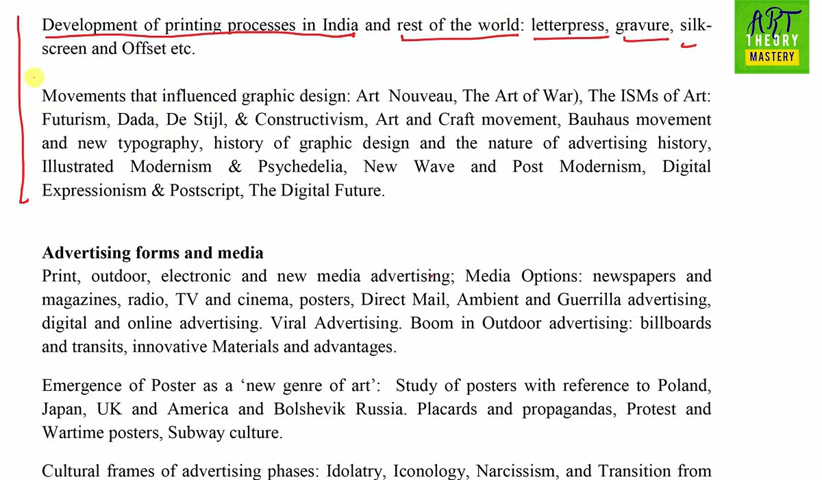 Development of printing processes in India and rest of the world: letterpress, gravure, silk-
screen and Offset etc.
ART
THEORY
MASTERY
Movements that influenced graphic design: Art Nouveau, The Art of War), The ISMs of Art:
Futurism, Dada, De Stijl, & Constructivism, Art and Craft movement, Bauhaus movement
and new typography, history of graphic design and the nature of advertising history,
Illustrated Modernism & Psychedelia, New Wave and Post Modernism, Digital
Expressionism & Postscript, The Digital Future.
Advertising forms and media
Print, outdoor, electronic and new media advertising; Media Options: newspapers and
magazines, radio, TV and cinema, posters, Direct Mail, Ambient and Guerrilla advertising,
digital and online advertising. Viral Advertising. Boom in Outdoor advertising: billboards
and transits, innovative Materials and advantages.
Emergence of Poster as a ‘new genre of art’: Study of posters with reference to Poland,
Japan, UK and America and Bolshevik Russia. Placards and propagandas, Protest and
Wartime posters, Subway culture.
Cultural frames of advertising phases: Idolatry, Iconology, Narcissism, and Transition from